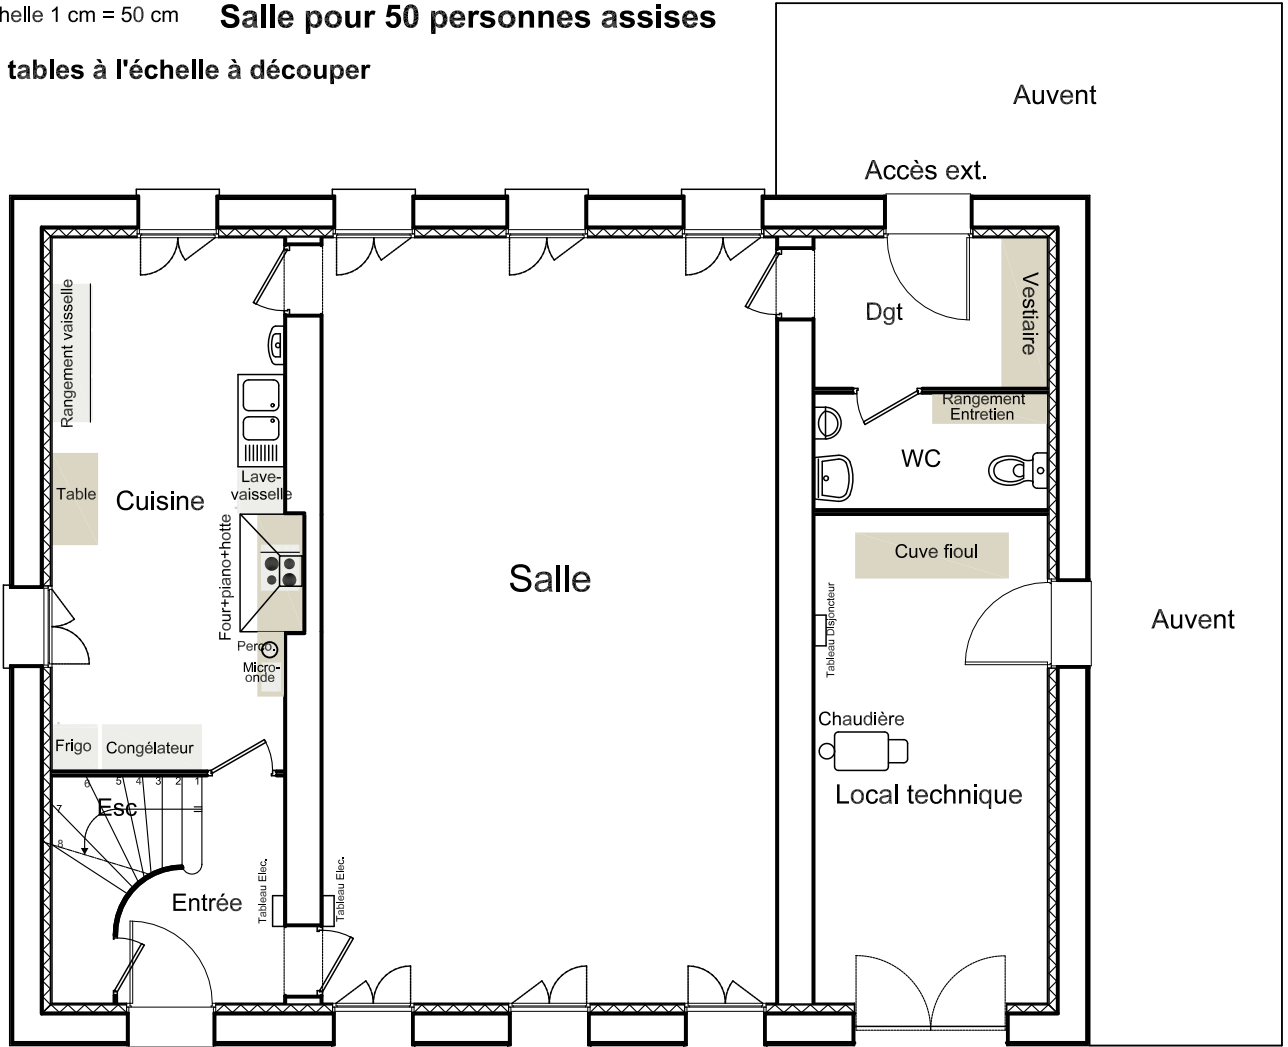 helle 1 cm = 50 cm
Salle pour 50 personnes assises
tables à l'échelle à découper
Auvent
Accès ext.
Rangement vaisselle
Dgt
Vestiaire
Rangement
Entretien
WC
Table
Cuisine
Lave-
vaisselle
Four+piano+hotte
Salle
Cuve fioul
Tableau Disjoncteur
Auvent
Perco.
Micro-
onde
Chaudière
Frigo
Congélateur
Local technique
1
2
3
4
5
6
7
8
Esc
Entrée
Tableau Elec.
Tableau Elec.